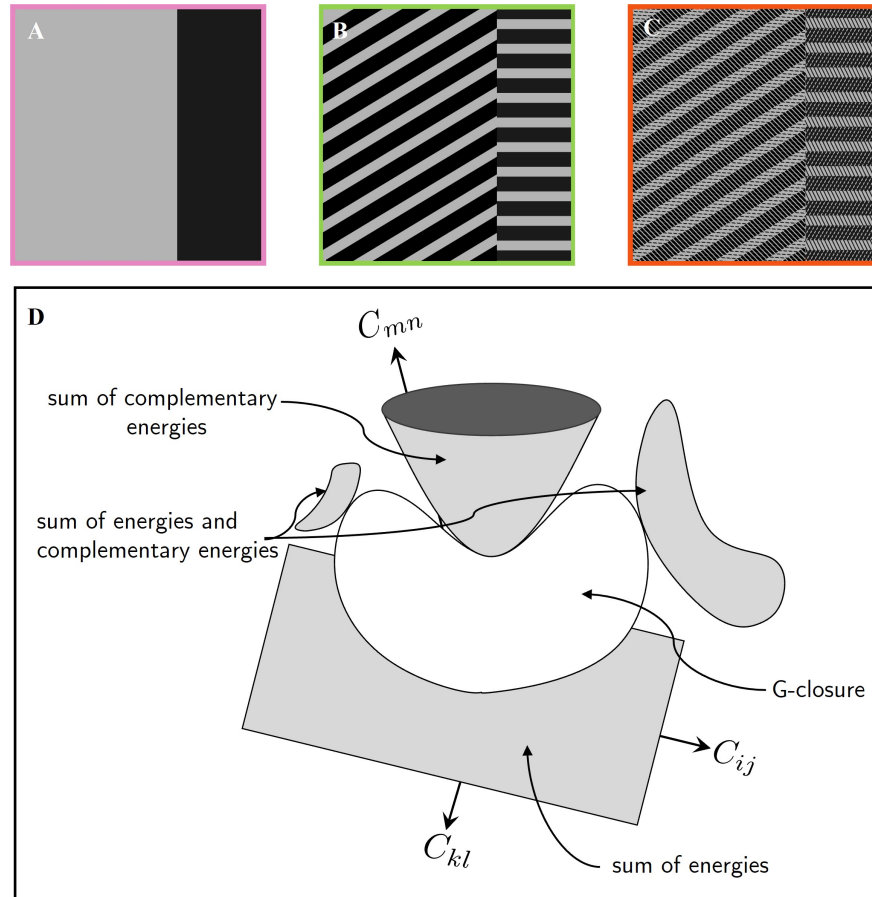 A
B
C
D
C_{mn}
sum of complementary
energies
sum of energies and
complementary energies
G-closure
C_{ij}
C_{kl}
sum of energies